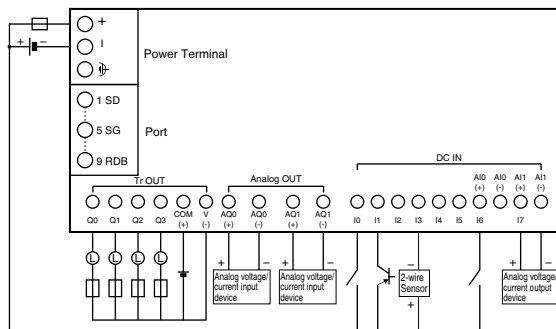 +
+ −
I
Power Terminal
1 SD
5 SG
Port
9 RDB
Tr OUT
Analog OUT
DC IN
AI0 (+)
AI0 (-)
AI1 (+)
AI1 (-)
Q0 Q1 Q2 Q3 COM (+) V (-) AQ0 (+) AQ0 (-) AQ1 (+) AQ1 (-) I0 I1 I2 I3 I4 I5 I6 I7
L L L L
+ −
Analog voltage/
current input
device
+ −
Analog voltage/
current input
device
−
2-wire
Sensor
+
+ −
Analog voltage/
current output
device